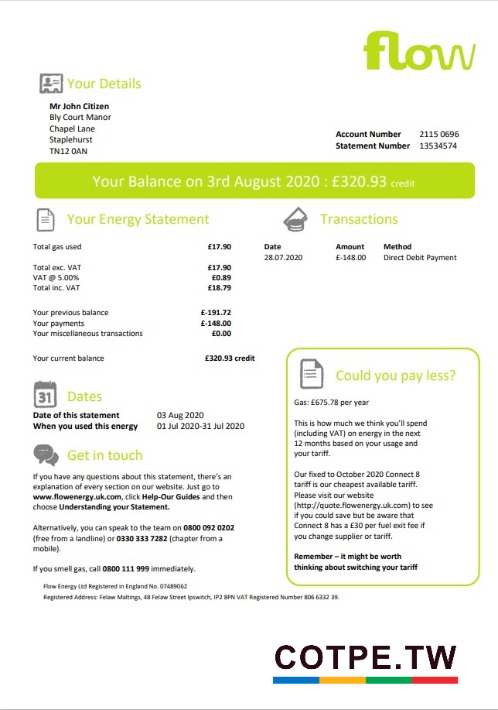 flow
Your Details
Mr John Citizen
Bly Court Manor
Chapel Lane
Staplehurst
TN12 0AN
Account Number 2115 0696
Statement Number 13534574
Your Balance on 3rd August 2020 : £320.93 credit
Your Energy Statement
Total gas used £17.90
Total exc. VAT £17.90
VAT @ 5.00% £0.89
Total inc. VAT £18.79
Your previous balance £-191.72
Your payments £-148.00
Your miscellaneous transactions £0.00
Your current balance £320.93 credit
Transactions
Date Amount Method
28.07.2020 £-148.00 Direct Debit Payment
31
Dates
Date of this statement 03 Aug 2020
When you used this energy 01 Jul 2020-31 Jul 2020
Get in touch
If you have any questions about this statement, there's an
explanation of every section on our website. Just go to
www.flowenergy.uk.com, click Help-Our Guides and then
choose Understanding your Statement.
Alternatively, you can speak to the team on 0800 092 0202
(free from a landline) or 0330 333 7282 (chapter from a
mobile).
If you smell gas, call 0800 111 999 immediately.
Could you pay less?
Gas: £675.78 per year
This is how much we think you'll spend
(including VAT) on energy in the next
12 months based on your usage and
your tariff.
Our fixed to October 2020 Connect 8
tariff is our cheapest available tariff.
Please visit our website
(http://quote.flowenergy.uk.com) to see
if you could save but be aware that
Connect 8 has a £30 per fuel exit fee if
you change supplier or tariff.
Remember – it might be worth
thinking about switching your tariff
Flow Energy Ltd Registered in England No. 07489062
Registered Address: Felaw Maltings, 48 Felaw Street Ipswitch, IP2 8PN VAT Registered Number 806 6332 39.
COTPE.TW